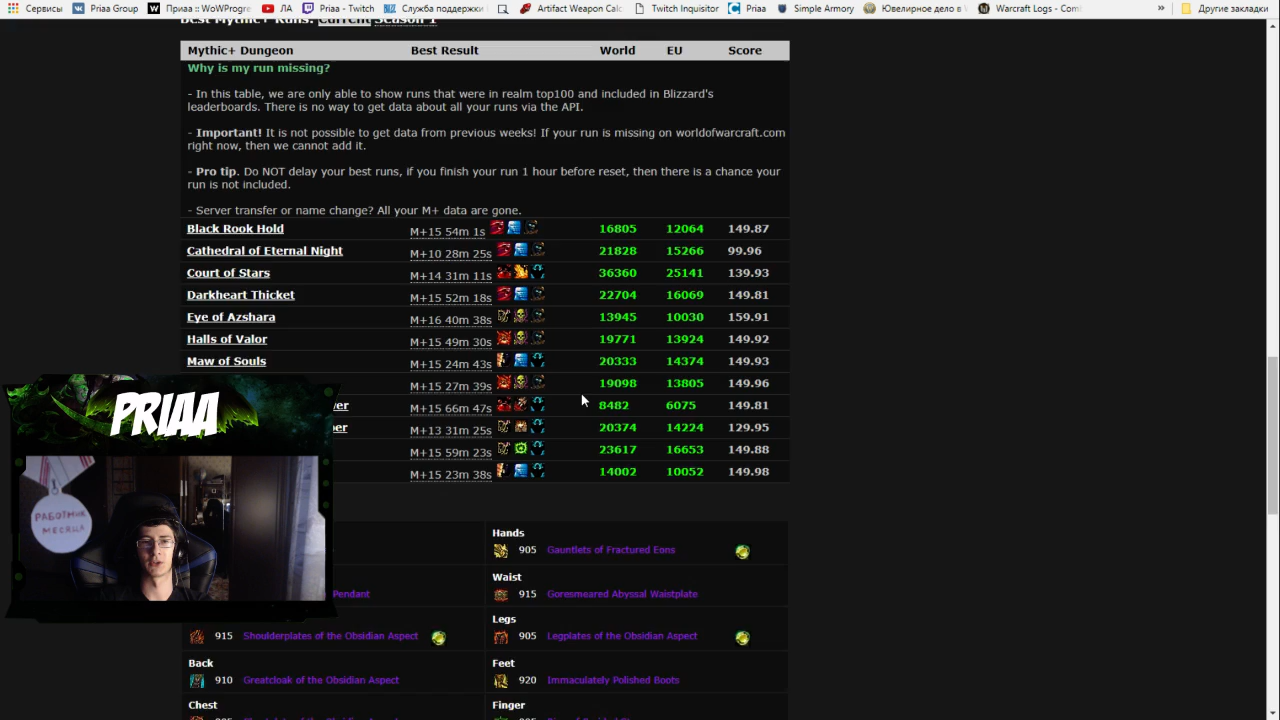 Сервисы Priaa Group Приаа :: WoWProgre ЛА Priaa - Twitch Служба поддержки Artifact Weapon Calc Twitch Inquisitor Priaa Simple Armory Ювелирное дело в Warcraft Logs - Com » Другие закладки
Best Mythic+ Runs: Current Season 1
Mythic+ Dungeon Best Result World EU Score
Why is my run missing?
- In this table, we are only able to show runs that were in realm top100 and included in Blizzard's
leaderboards. There is no way to get data about all your runs via the API.
- Important! It is not possible to get data from previous weeks! If your run is missing on worldofwarcraft.com
right now, then we cannot add it.
- Pro tip. Do NOT delay your best runs, if you finish your run 1 hour before reset, then there is a chance your
run is not included.
- Server transfer or name change? All your M+ data are gone.
Black Rook Hold M+15 54m 1s 16805 12064 149.87
Cathedral of Eternal Night M+10 28m 25s 21828 15266 99.96
Court of Stars M+14 31m 11s 36360 25141 139.93
Darkheart Thicket M+15 52m 18s 22704 16069 149.81
Eye of Azshara M+16 40m 38s 13945 10030 159.91
Halls of Valor M+15 49m 30s 19771 13924 149.92
Maw of Souls M+15 24m 43s 20333 14374 149.93
M+15 27m 39s 19098 13805 149.96
wer M+15 66m 47s 8482 6075 149.81
per M+13 31m 25s 20374 14224 129.95
M+15 59m 23s 23617 16653 149.88
M+15 23m 38s 14002 10052 149.98
PRIAA
РАБОТНИК
МЕСЯЦА
Hands
905 Gauntlets of Fractured Eons
Waist
Pendant 915 Goresmeared Abyssal Waistplate
Legs
915 Shoulderplates of the Obsidian Aspect 905 Legplates of the Obsidian Aspect
Back Feet
910 Greatcloak of the Obsidian Aspect 920 Immaculately Polished Boots
Chest Finger